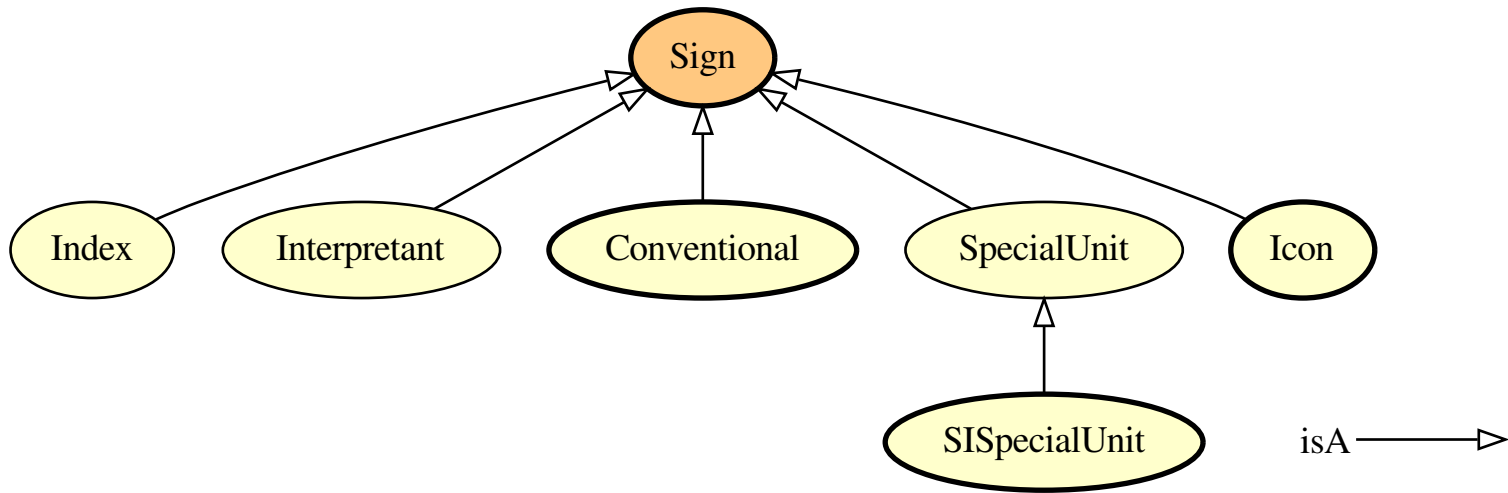 Sign
Index
Interpretant
Conventional
SpecialUnit
Icon
SISpecialUnit
isA